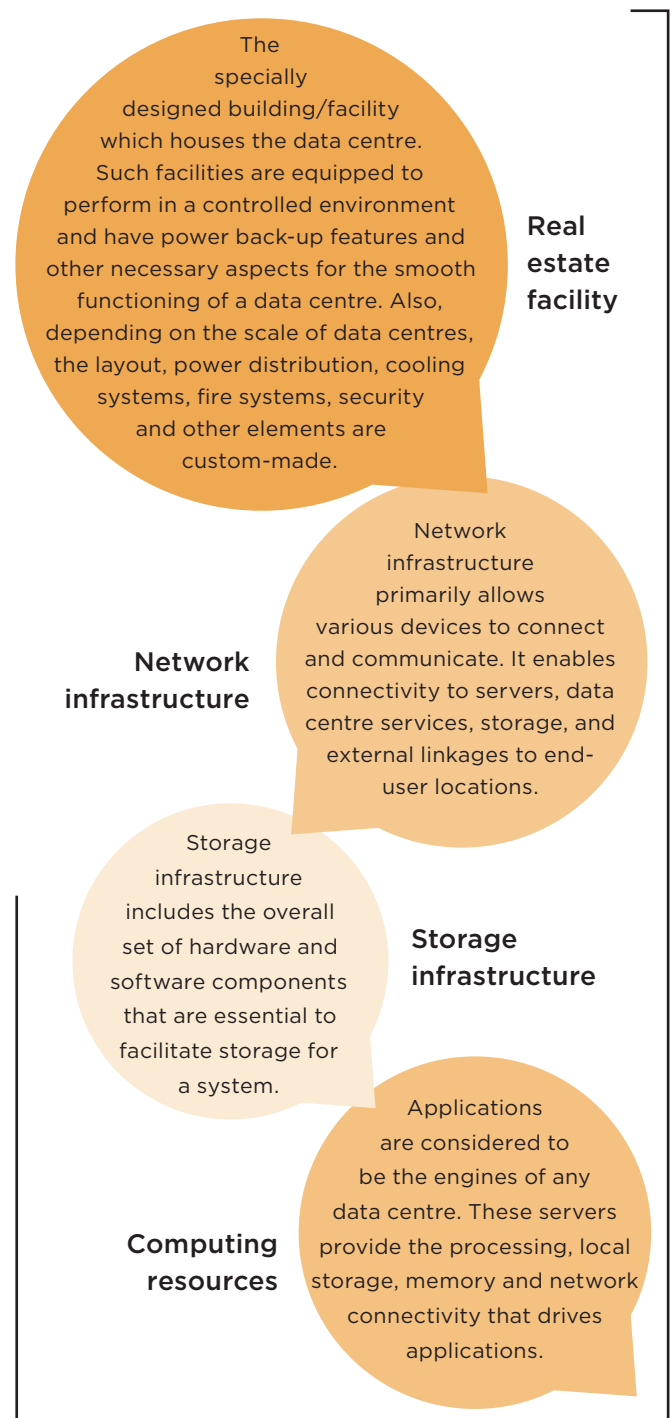 The
specially
designed building/facility
which houses the data centre.
Such facilities are equipped to
perform in a controlled environment
and have power back-up features and
other necessary aspects for the smooth
functioning of a data centre. Also,
depending on the scale of data centres,
the layout, power distribution, cooling
systems, fire systems, security
and other elements are
custom-made.
Real
estate
facility
Network
infrastructure
Network
infrastructure
primarily allows
various devices to connect
and communicate. It enables
connectivity to servers, data
centre services, storage, and
external linkages to end-
user locations.
Storage
infrastructure
includes the overall
set of hardware and
software components
that are essential to
facilitate storage for
a system.
Storage
infrastructure
Computing
resources
Applications
are considered to
be the engines of any
data centre. These servers
provide the processing, local
storage, memory and network
connectivity that drives
applications.